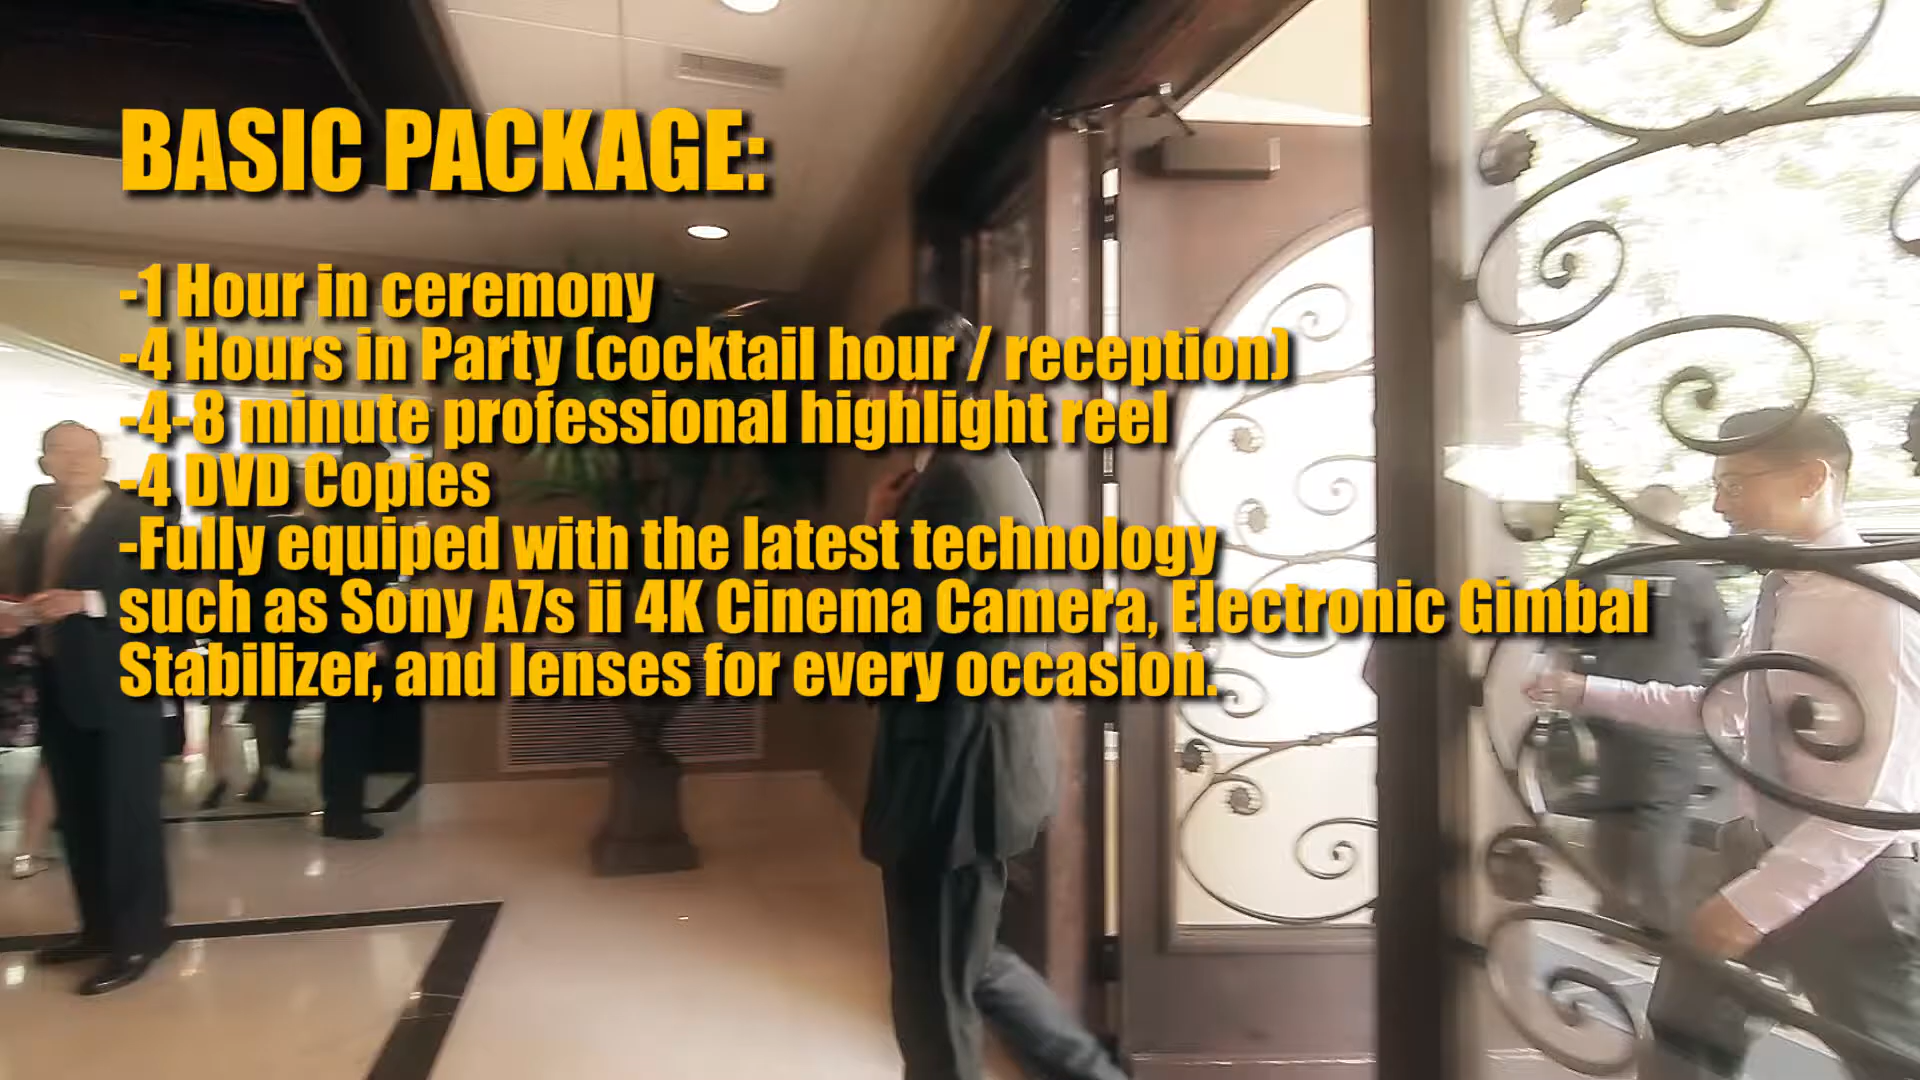 BASIC PACKAGE:
-1 Hour in ceremony
-4 Hours in Party (cocktail hour / reception)
-4-8 minute professional highlight reel
-4 DVD Copies
-Fully equiped with the latest technology
such as Sony A7s ii 4K Cinema Camera, Electronic Gimbal
Stabilizer, and lenses for every occasion.